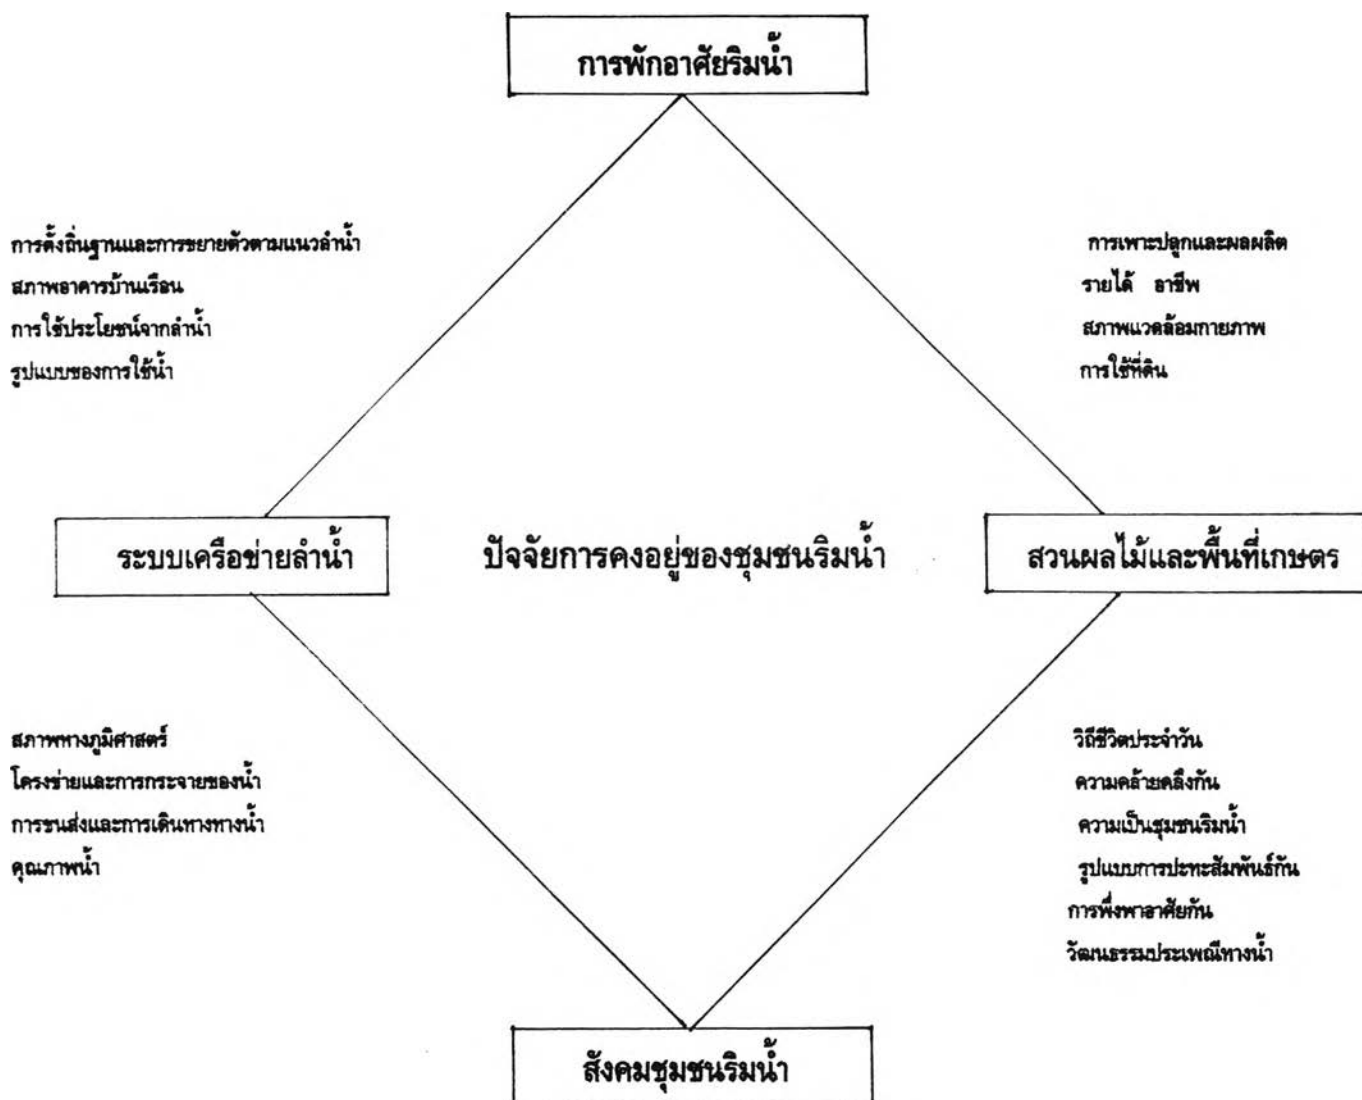 การพักอาศัยริมน้ำ
การตั้งถิ่นฐานและการขยายตัวตามแนวลำน้ำ
สภาพอาคารบ้านเรือน
การใช้ประโยชน์จากลำน้ำ
รูปแบบของการใช้น้ำ
การเพาะปลูกและผลผลิต
รายได้ อาชีพ
สภาพแวดล้อมกายภาพ
การใช้ที่ดิน
ระบบเครือข่ายลำน้ำ
ปัจจัยการคงอยู่ของชุมชนริมน้ำ
สวนผลไม้และพื้นที่เกษตร
สภาพทางภูมิศาสตร์
โครงข่ายและการกระจายของน้ำ
การขนส่งและการเดินทางทางน้ำ
คุณภาพน้ำ
วิถีชีวิตประจำวัน
ความคล้ายคลึงกัน
ความเป็นชุมชนริมน้ำ
รูปแบบการปะทะสัมพันธ์กัน
การพึ่งพาอาศัยกัน
วัฒนธรรมประเพณีทางน้ำ
สังคมชุมชนริมน้ำ